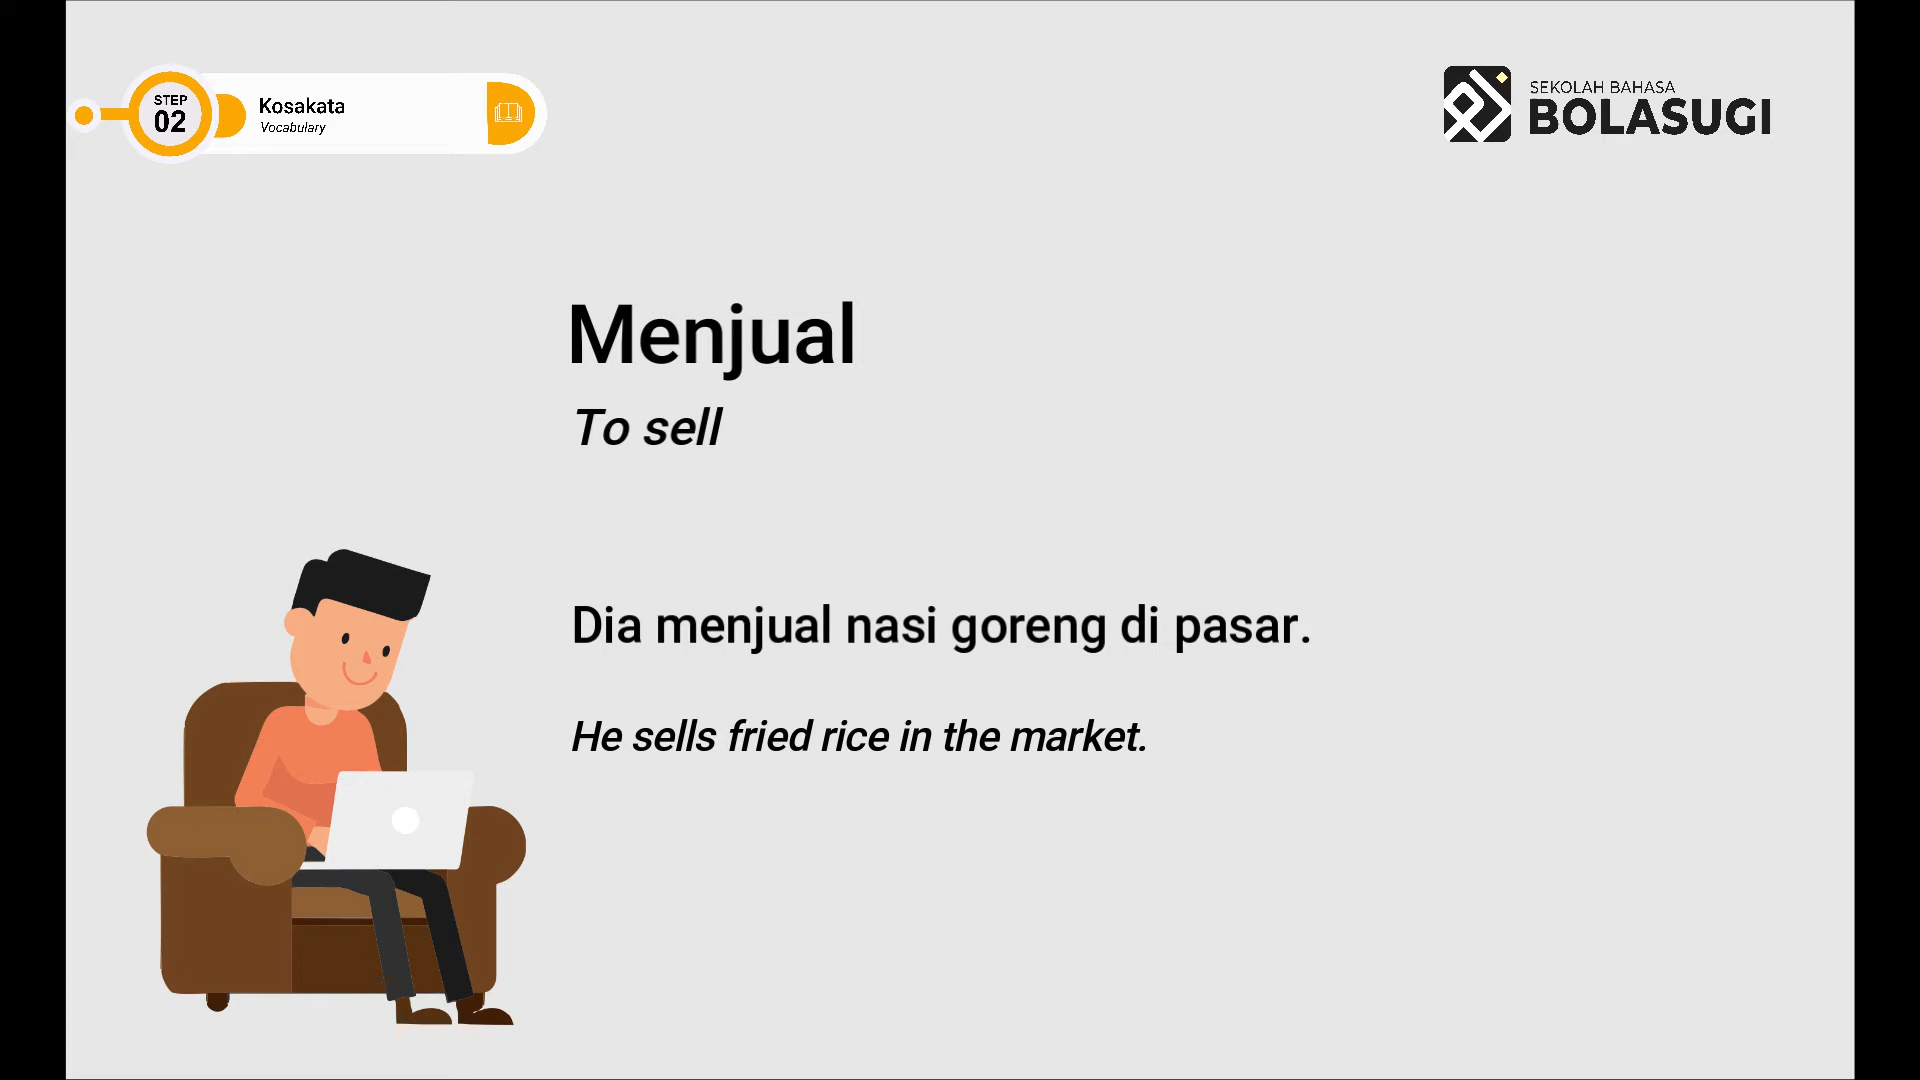 STEP
02
Kosakata
Vocabulary
SEKOLAH BAHASA
BOLASUGI
Menjual
To sell
Dia menjual nasi goreng di pasar.
He sells fried rice in the market.